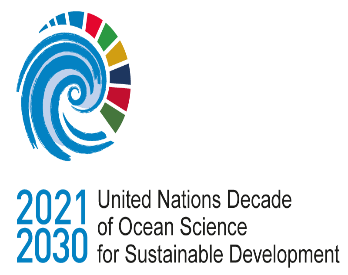 2021
2030
United Nations Decade
of Ocean Science
for Sustainable Development